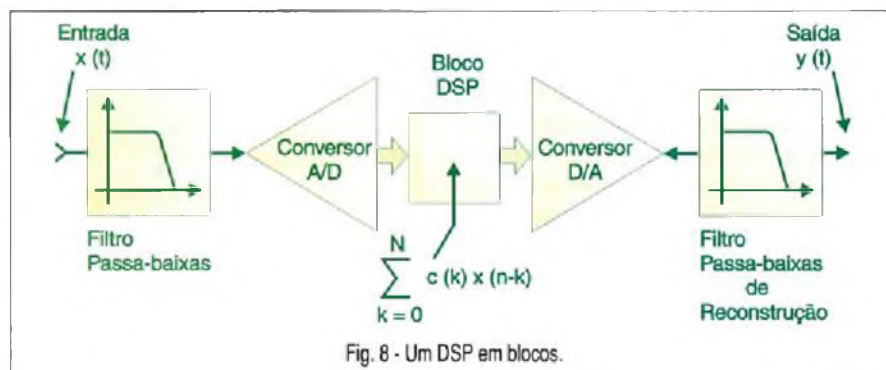 Entrada
x (t)
Filtro
Passa-baixas
Conversor
A/D
Bloco
DSP
N
∑ c (k) x (n-k)
k = 0
Conversor
D/A
Saída
y (t)
Filtro
Passa-baixas
de
Reconstrução
Fig. 8 - Um DSP em blocos.